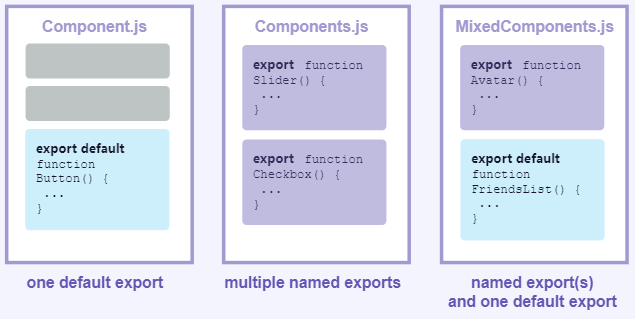 Component.js
export default
function
Button() {
...
}
one default export
Components.js
export function
Slider() {
...
}
export function
Checkbox() {
...
}
multiple named exports
MixedComponents.js
export function
Avatar() {
...
}
export default
function
FriendsList() {
...
}
named export(s)
and one default export